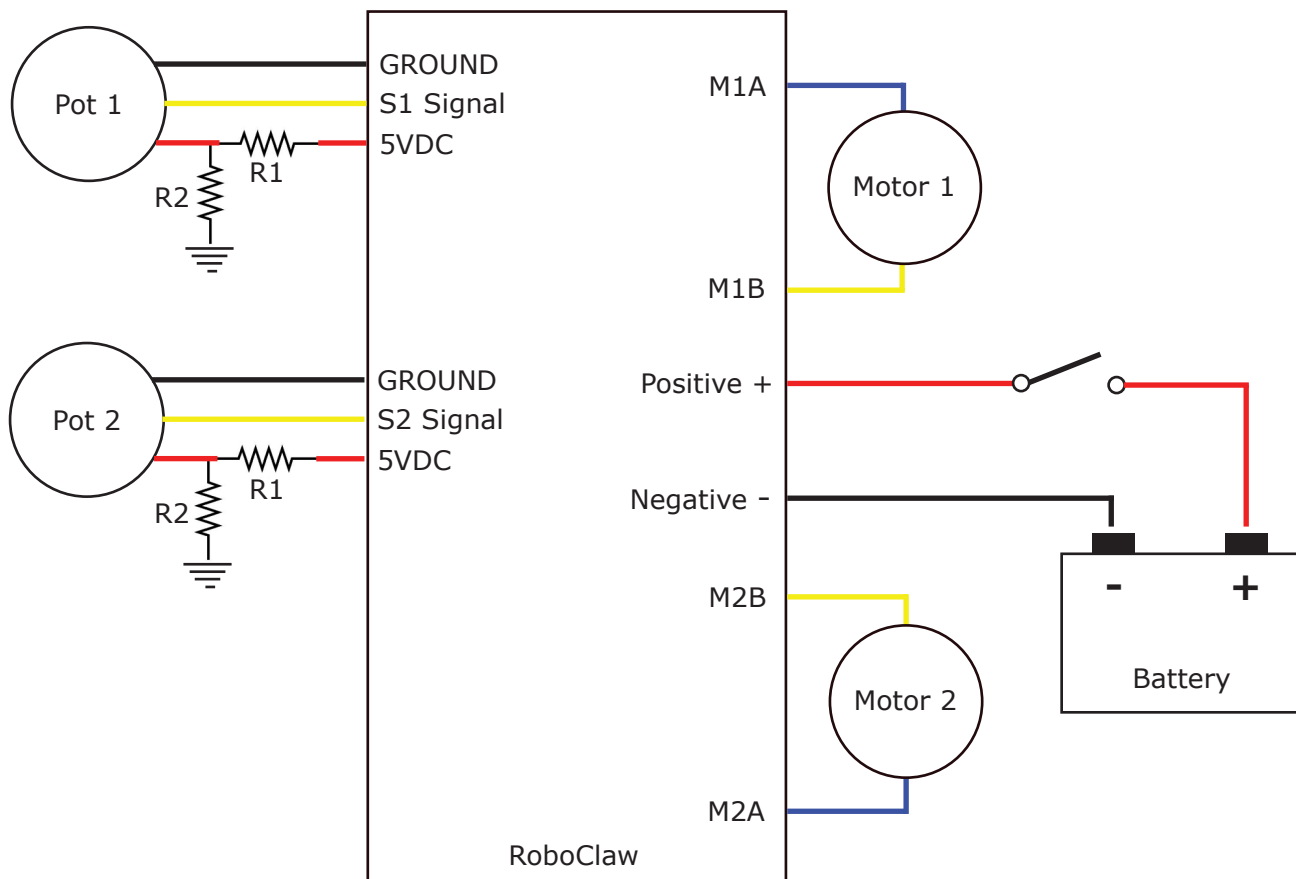 GROUND
Pot 1
S1 Signal
5VDC
R1
R2
GROUND
Pot 2
S2 Signal
5VDC
R1
R2
M1A
Motor 1
M1B
Positive +
Negative -
- +
Battery
M2B
Motor 2
M2A
RoboClaw